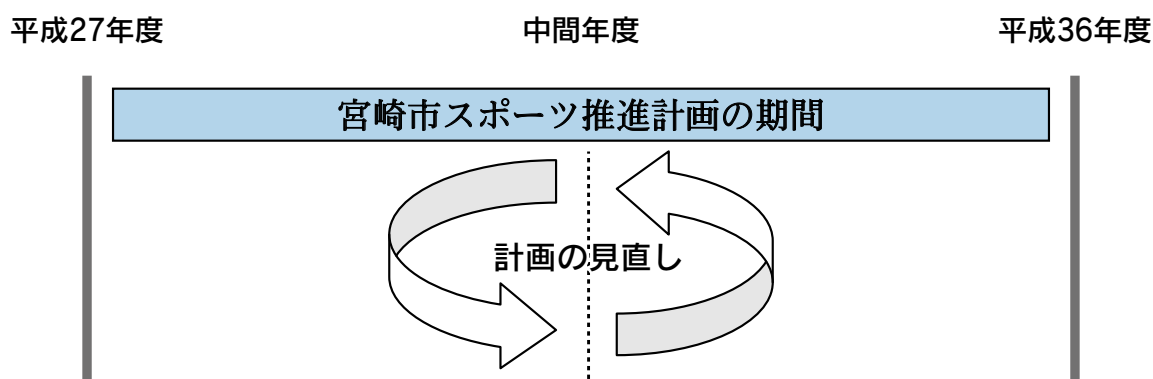 平成27年度
中間年度
平成36年度
宮崎市スポーツ推進計画の期間
計画の見直し